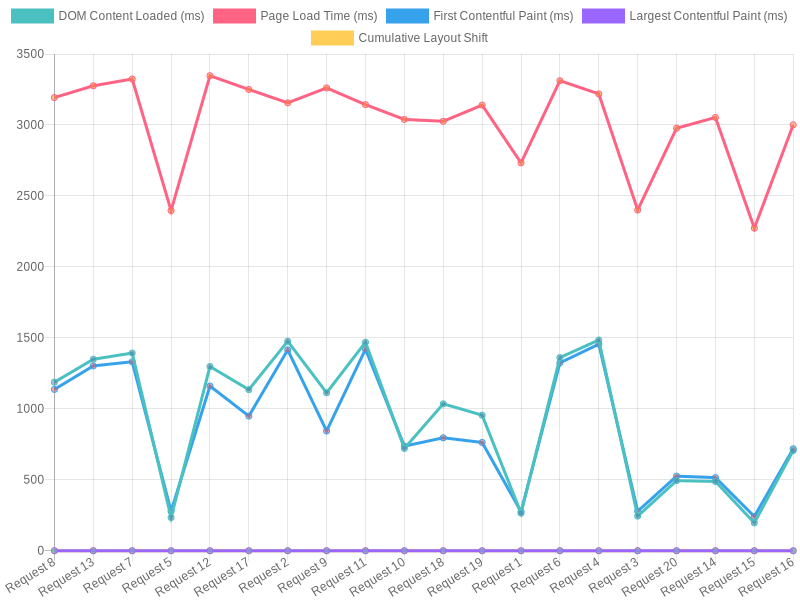 DOM Content Loaded (ms) Page Load Time (ms) First Contentful Paint (ms) Largest Contentful Paint (ms)
Cumulative Layout Shift
3500
3000
2500
2000
1500
1000
500
0
Request 8 Request 13 Request 7 Request 5 Request 12 Request 17 Request 2 Request 9 Request 11 Request 10 Request 18 Request 19 Request 1 Request 6 Request 4 Request 3 Request 20 Request 14 Request 15 Request 16